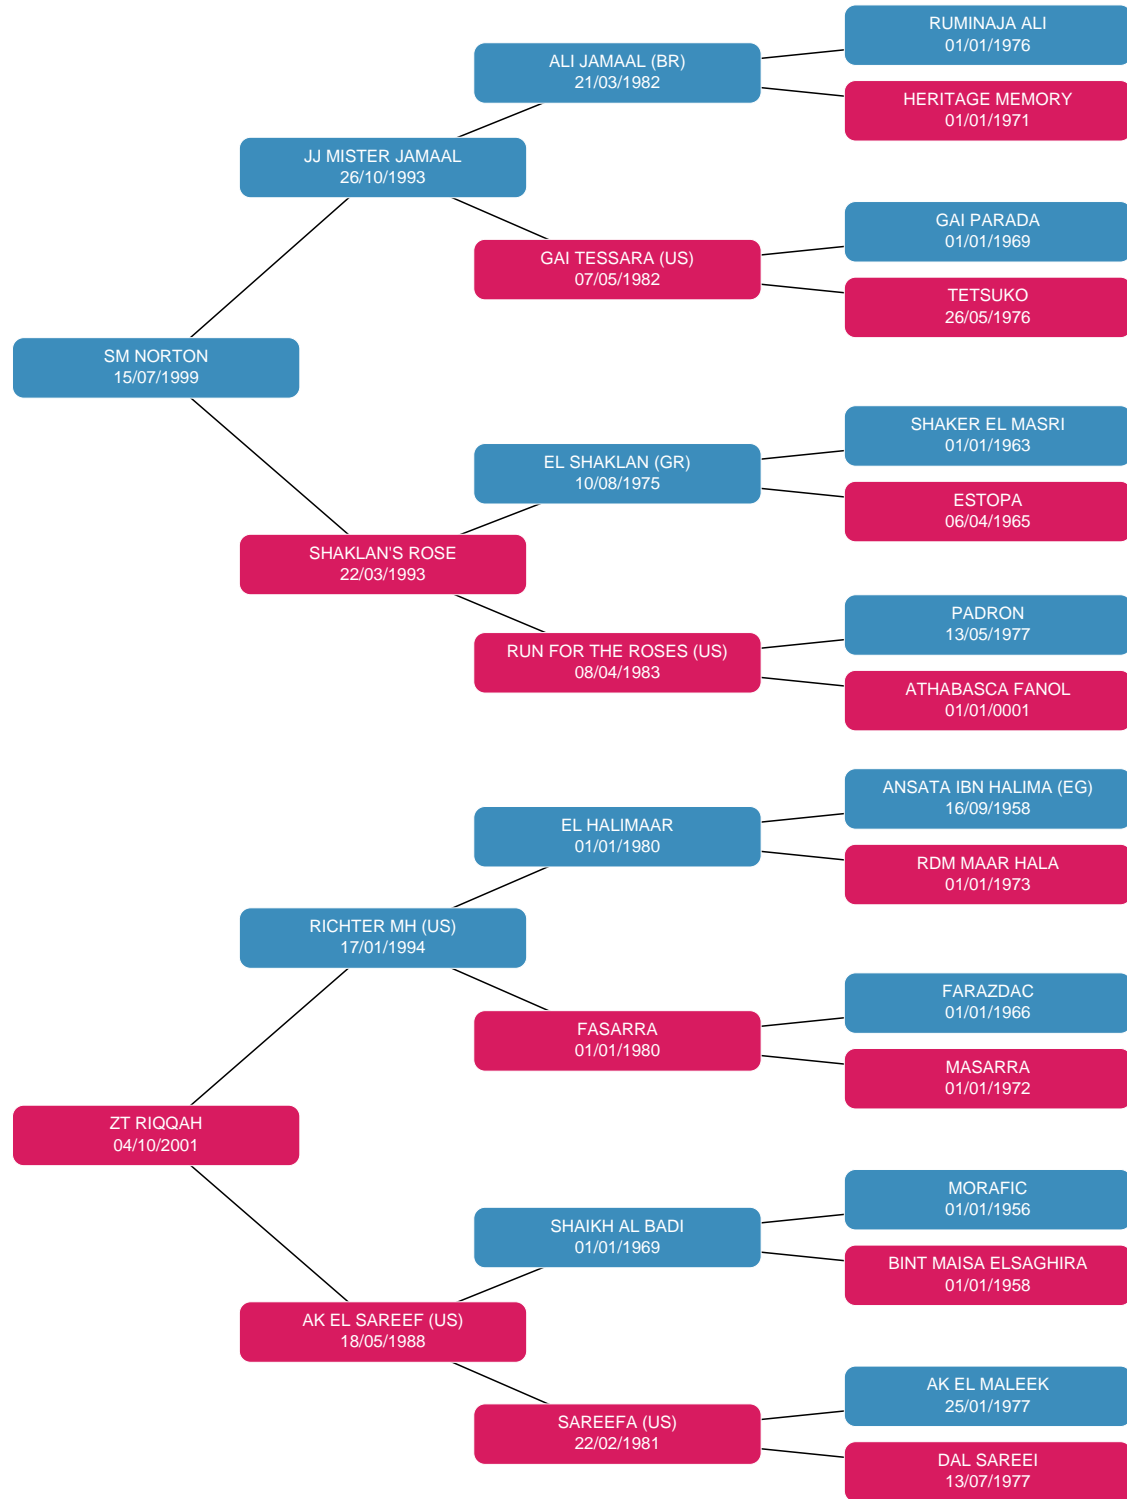 RUMINAJA ALI
01/01/1976
ALI JAMAAL (BR)
21/03/1982
HERITAGE MEMORY
01/01/1971
JJ MISTER JAMAAL
26/10/1993
GAI PARADA
01/01/1969
GAI TESSARA (US)
07/05/1982
TETSUKO
26/05/1976
SM NORTON
15/07/1999
SHAKER EL MASRI
01/01/1963
EL SHAKLAN (GR)
10/08/1975
ESTOPA
06/04/1965
SHAKLAN'S ROSE
22/03/1993
PADRON
13/05/1977
RUN FOR THE ROSES (US)
08/04/1983
ATHABASCA FANOL
01/01/0001
ANSATA IBN HALIMA (EG)
16/09/1958
EL HALIMAAR
01/01/1980
RDM MAAR HALA
01/01/1973
RICHTER MH (US)
17/01/1994
FARAZDAC
01/01/1966
FASARRA
01/01/1980
MASARRA
01/01/1972
ZT RIQQAH
04/10/2001
MORAFIC
01/01/1956
SHAIKH AL BADI
01/01/1969
BINT MAISA ELSAGHIRA
01/01/1958
AK EL SAREEF (US)
18/05/1988
AK EL MALEEK
25/01/1977
SAREEFA (US)
22/02/1981
DAL SAREEI
13/07/1977